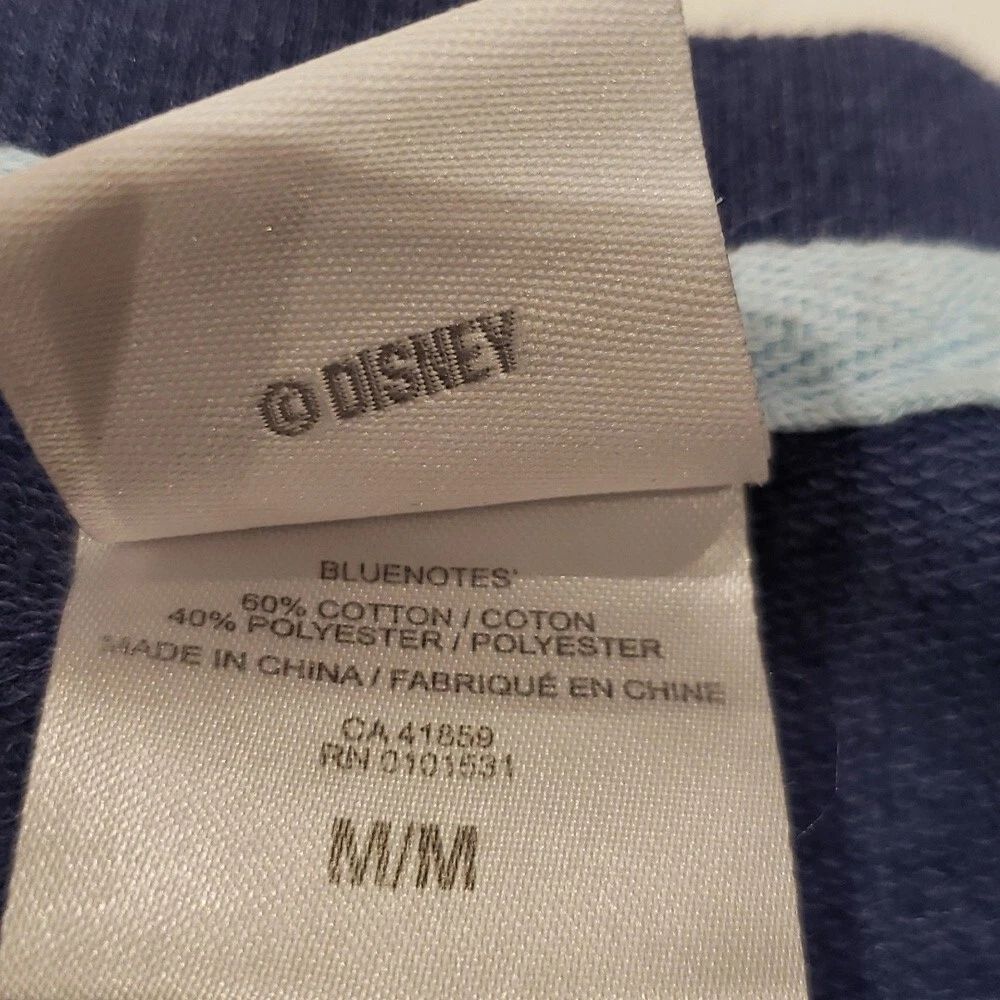 © DISNEY
BLUENOTES'
60% COTTON / COTON
40% POLYESTER / POLYESTER
MADE IN CHINA / FABRIQUÉ EN CHINE
CA 41859
RN 0101531
M/M